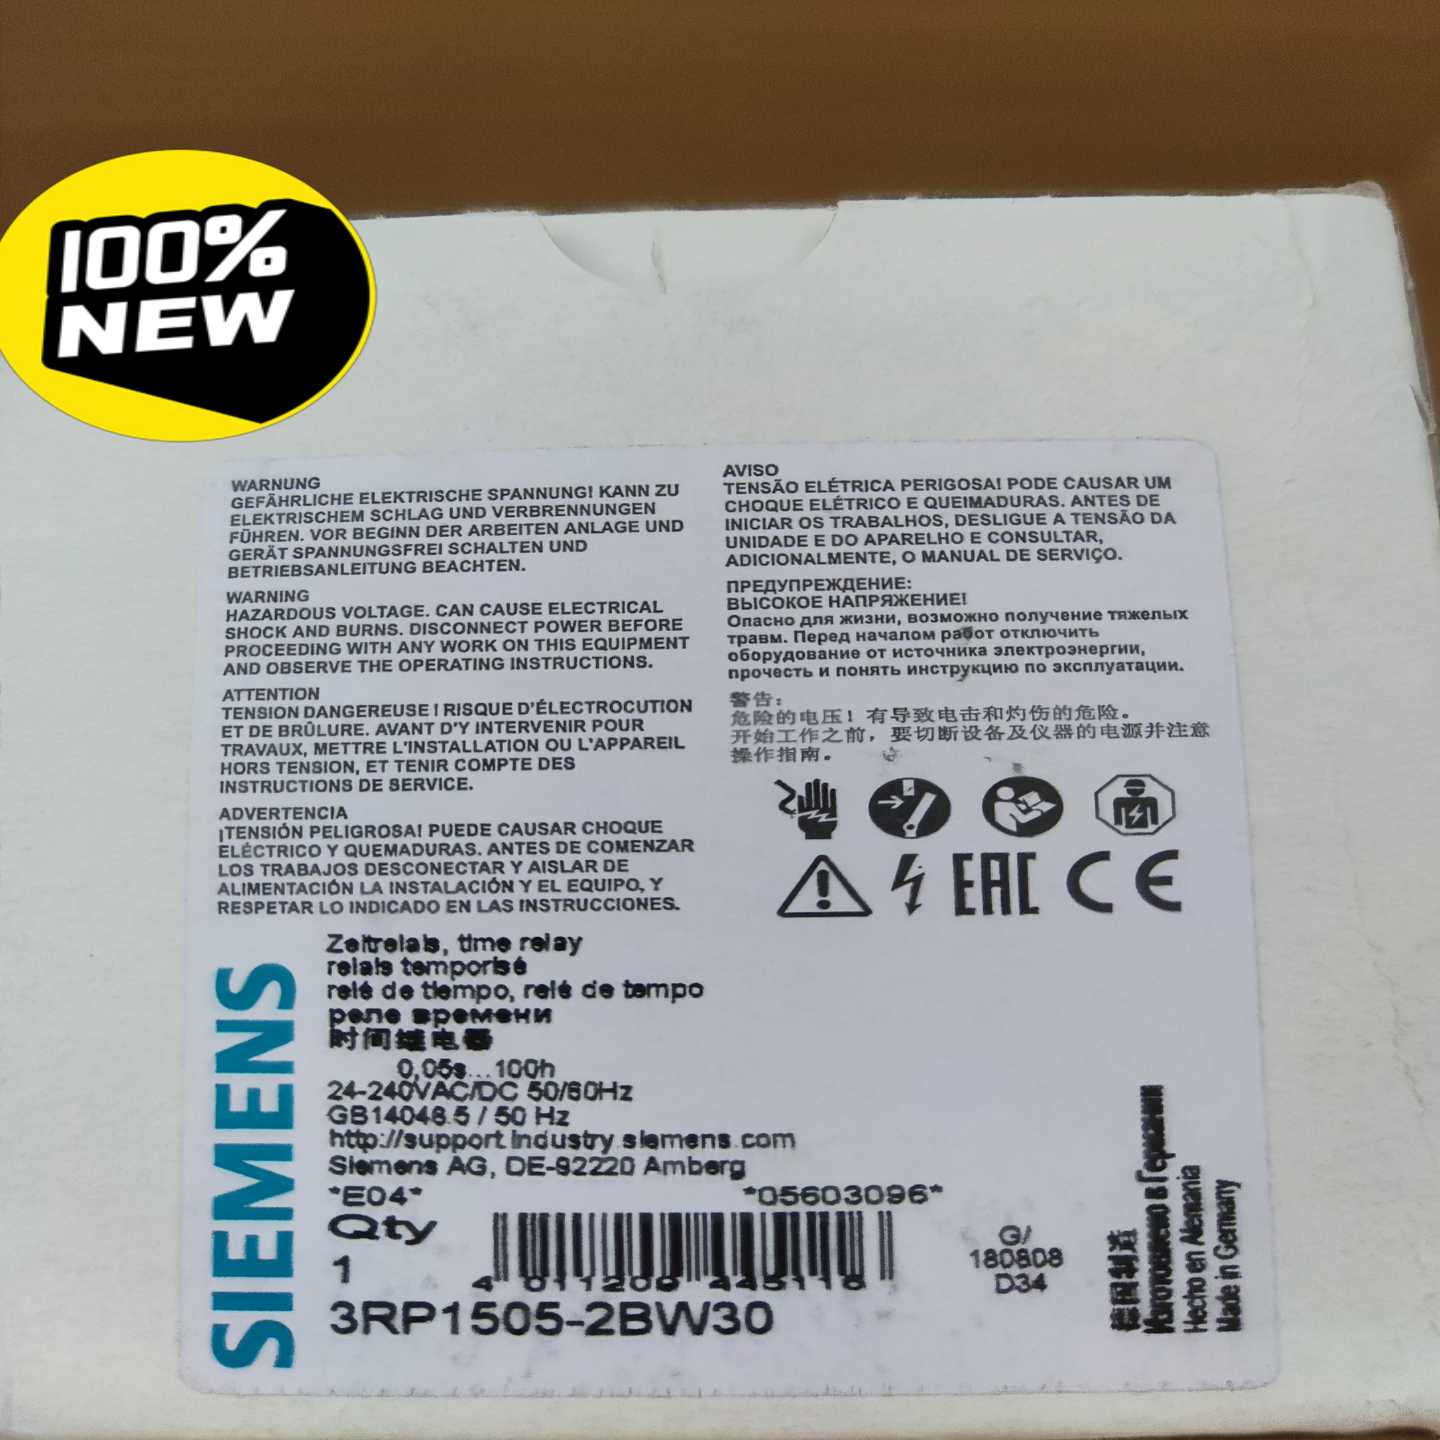 100%
NEW
WARNUNG
GEFÄHRLICHE ELEKTRISCHE SPANNUNG! KANN ZU
ELEKTRISCHEM SCHLAG UND VERBRENNUNGEN
FÜHREN. VOR BEGINN DER ARBEITEN ANLAGE UND
GERÄT SPANNUNGSFREI SCHALTEN UND
BETRIEBSANLEITUNG BEACHTEN.
WARNING
HAZARDOUS VOLTAGE. CAN CAUSE ELECTRICAL
SHOCK AND BURNS. DISCONNECT POWER BEFORE
PROCEEDING WITH ANY WORK ON THIS EQUIPMENT
AND OBSERVE THE OPERATING INSTRUCTIONS.
ATTENTION
TENSION DANGEREUSE ! RISQUE D'ÉLECTROCUTION
ET DE BRÛLURE. AVANT D'Y INTERVENIR POUR
TRAVAUX, METTRE L'INSTALLATION OU L'APPAREIL
HORS TENSION, ET TENIR COMPTE DES
INSTRUCTIONS DE SERVICE.
ADVERTENCIA
¡TENSIÓN PELIGROSA! PUEDE CAUSAR CHOQUE
ELÉCTRICO Y QUEMADURAS. ANTES DE COMENZAR
LOS TRABAJOS DESCONECTAR Y AISLAR DE
ALIMENTACIÓN LA INSTALACIÓN Y EL EQUIPO, Y
RESPETAR LO INDICADO EN LAS INSTRUCCIONES.
AVISO
TENSÃO ELÉTRICA PERIGOSA! PODE CAUSAR UM
CHOQUE ELÉTRICO E QUEIMADURAS. ANTES DE
INICIAR OS TRABALHOS, DESLIGUE A TENSÃO DA
UNIDADE E DO APARELHO E CONSULTAR,
ADICIONALMENTE, O MANUAL DE SERVIÇO.
ПРЕДУПРЕЖДЕНИЕ:
ВЫСОКОЕ НАПРЯЖЕНИЕ!
Опасно для жизни, возможно получение тяжелых
травм. Перед началом работ отключить
оборудование от источника электроэнергии,
прочесть и понять инструкцию по эксплуатации.
警告:
危险的电压！有导致电击和灼伤的危险。
开始工作之前，要切断设备及仪器的电源并注意
操作指南。
EAC CE
SIEMENS
Zeitrelais, time relay
relais temporisé
relé de tiempo, relé de tempo
реле времени
时间继电器
0,05s...100h
24-240VAC/DC 50/60Hz
GB14048.5 / 50 Hz
http://support.industry.siemens.com
Siemens AG, DE-92220 Amberg
*E04* *05603096*
Qty
1
4 011209 445116
3RP1505-2BW30
G/
180808
D34
德国制造
Изготовлено в Германии
Hecho en Alemania
Made in Germany